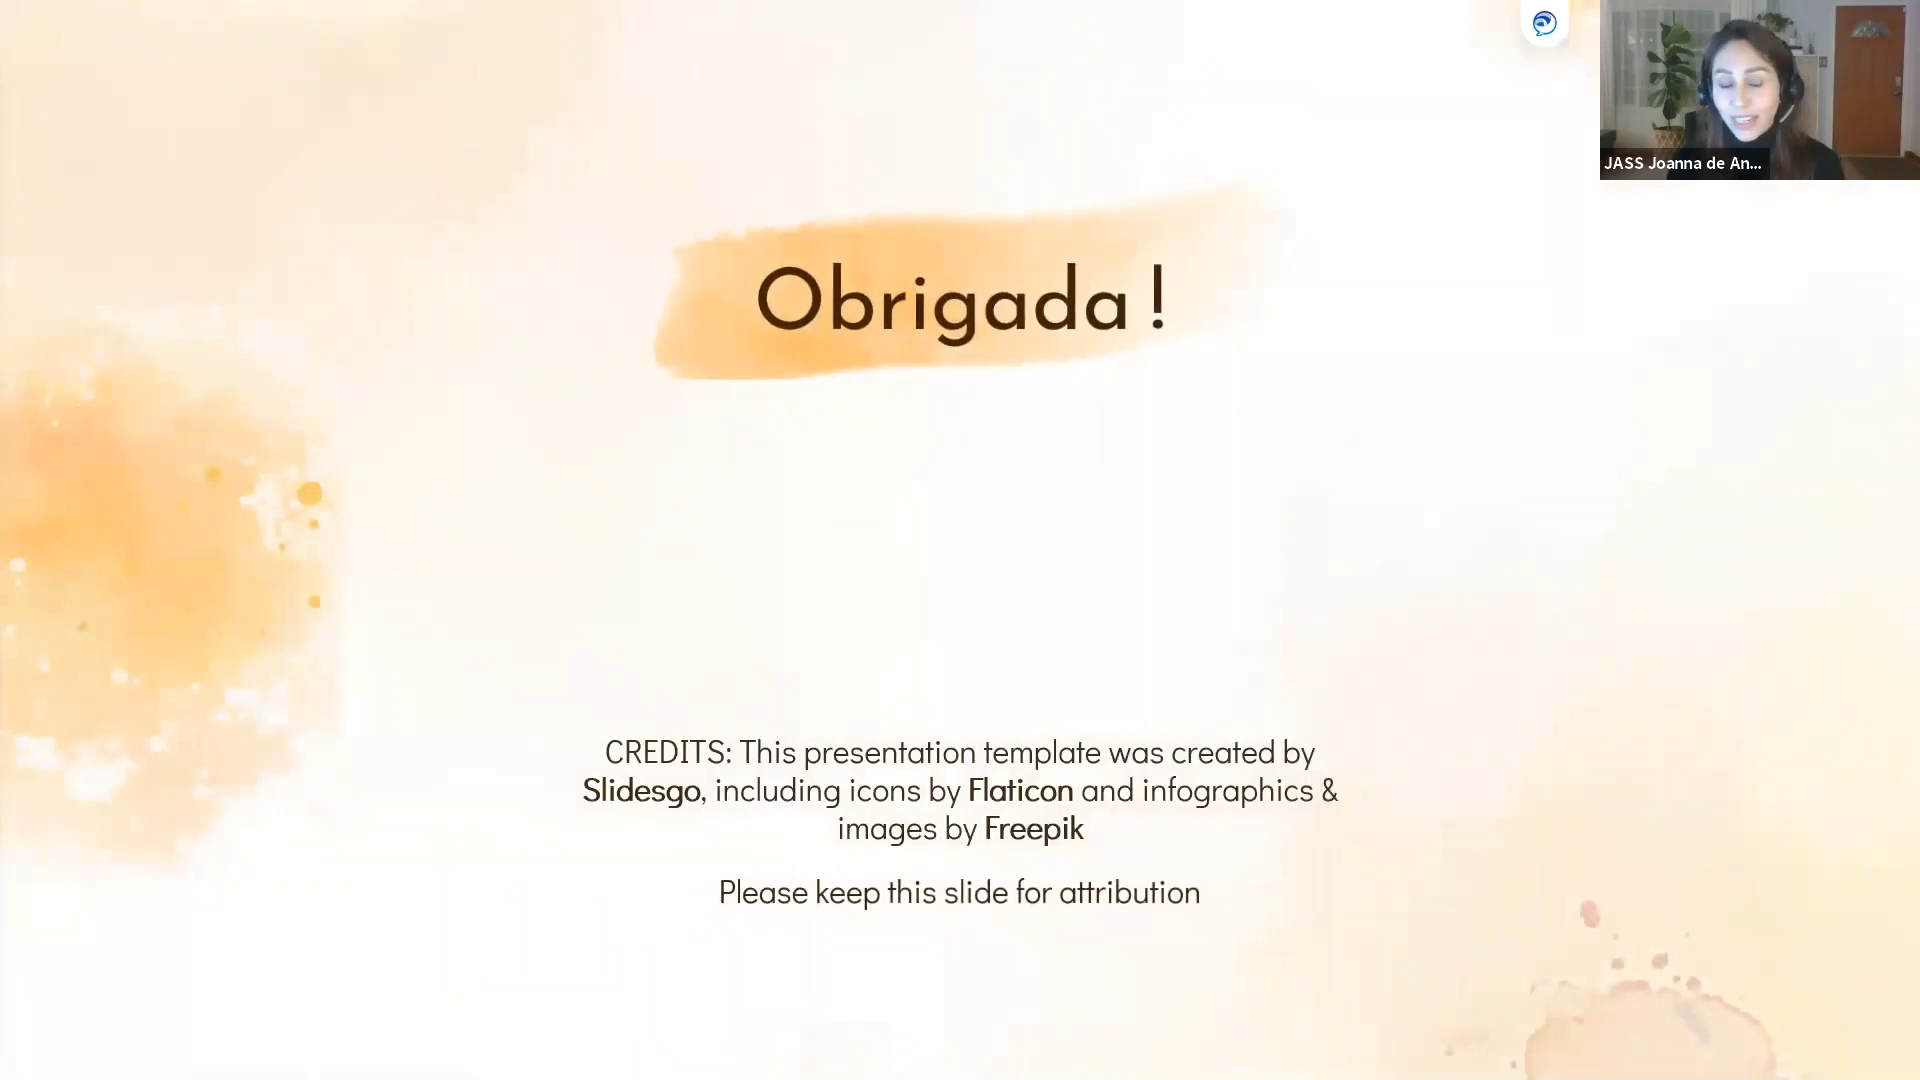 JASS Joanna de An...
Obrigada !
CREDITS: This presentation template was created by
Slidesgo, including icons by Flaticon and infographics &
images by Freepik
Please keep this slide for attribution